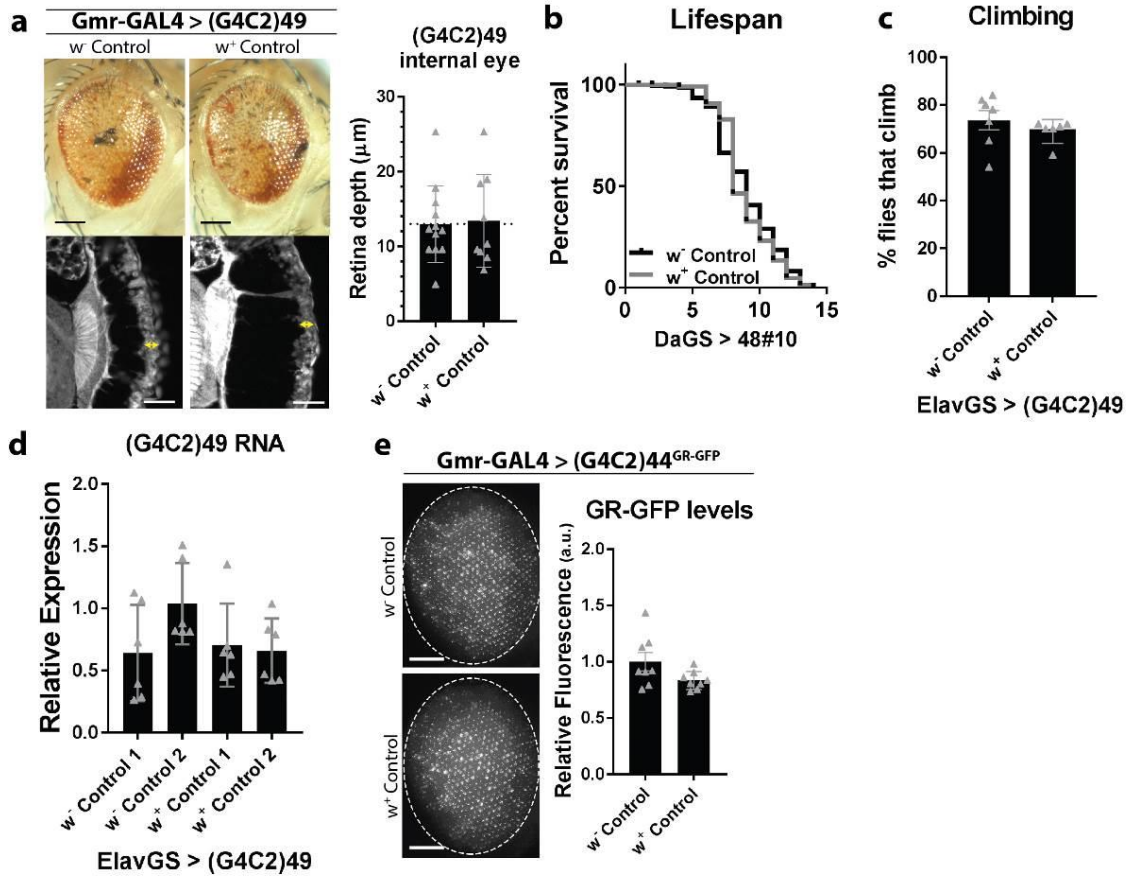 a
Gmr-GAL4 > (G4C2)49
w⁻ Control
w⁺ Control
(G4C2)49
internal eye
Retina depth (μm)
30
20
10
0
w⁻ Control
w⁺ Control
b
Lifespan
Percent survival
100
50
0
0 5 10 15
w⁻ Control
w⁺ Control
DaGS > 48#10
c
Climbing
% flies that climb
100
80
60
40
20
0
w⁻ Control
w⁺ Control
ElavGS > (G4C2)49
d
(G4C2)49 RNA
Relative Expression
2.0
1.5
1.0
0.5
0.0
w⁻ Control 1
w⁻ Control 2
w⁺ Control 1
w⁺ Control 2
ElavGS > (G4C2)49
e
Gmr-GAL4 > (G4C2)44ᴳᴿ⁻ᴳᶠᴾ
w⁻ Control
w⁺ Control
GR-GFP levels
Relative Fluorescence (a.u.)
2.0
1.5
1.0
0.5
0.0
w⁻ Control
w⁺ Control